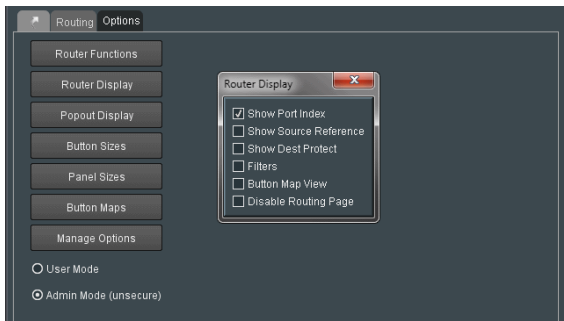 Routing Options
Router Functions
Router Display
Popout Display
Button Sizes
Panel Sizes
Button Maps
Manage Options
User Mode
Admin Mode (unsecure)
Router Display
Show Port Index
Show Source Reference
Show Dest Protect
Filters
Button Map View
Disable Routing Page